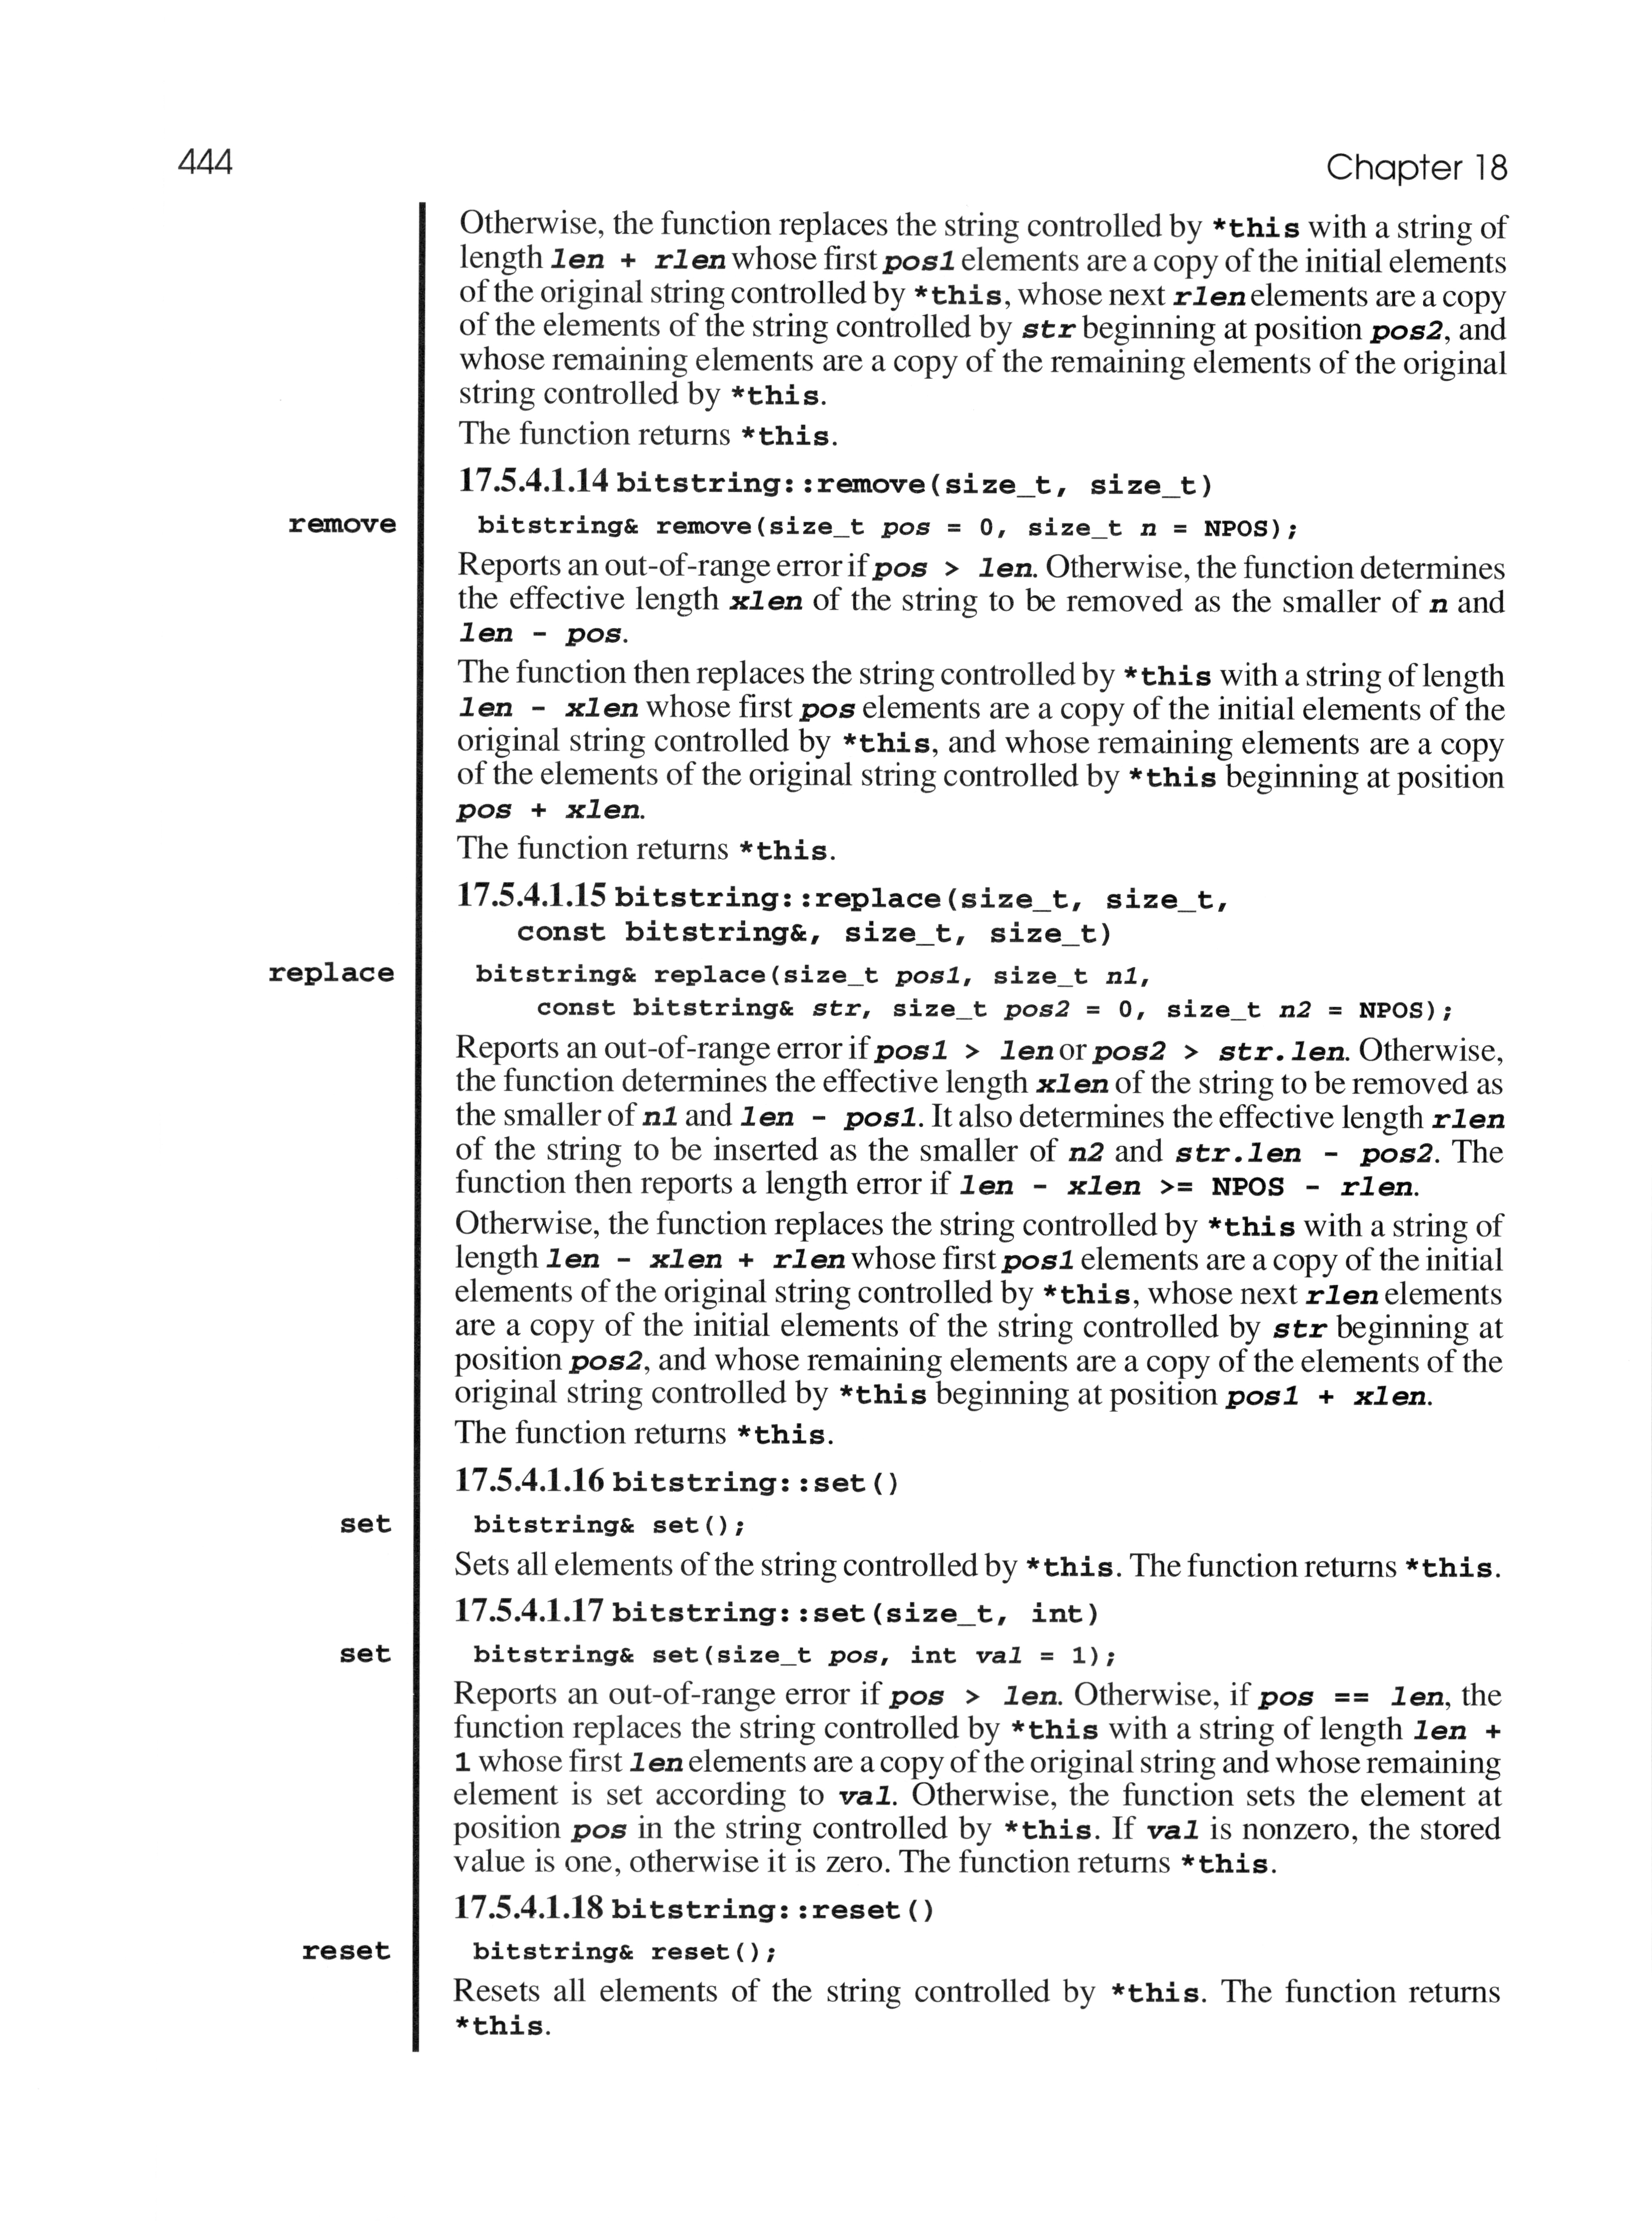 444
Chapter 18
Otherwise, the function replaces the string controlled by *this with a string of
length len + rlen whose first pos1 elements are a copy of the initial elements
of the original string controlled by *this, whose next rlen elements are a copy
of the elements of the string controlled by str beginning at position pos2, and
whose remaining elements are a copy of the remaining elements of the original
string controlled by *this.
The function returns *this.
17.5.4.1.14 bitstring::remove(size_t, size_t)
remove bitstring& remove(size_t pos = 0, size_t n = NPOS);
Reports an out-of-range error if pos > len. Otherwise, the function determines
the effective length xlen of the string to be removed as the smaller of n and
len - pos.
The function then replaces the string controlled by *this with a string of length
len - xlen whose first pos elements are a copy of the initial elements of the
original string controlled by *this, and whose remaining elements are a copy
of the elements of the original string controlled by *this beginning at position
pos + xlen.
The function returns *this.
17.5.4.1.15 bitstring::replace(size_t, size_t,
const bitstring&, size_t, size_t)
replace bitstring& replace(size_t pos1, size_t n1,
const bitstring& str, size_t pos2 = 0, size_t n2 = NPOS);
Reports an out-of-range error if pos1 > len or pos2 > str.len. Otherwise,
the function determines the effective length xlen of the string to be removed as
the smaller of n1 and len - pos1. It also determines the effective length rlen
of the string to be inserted as the smaller of n2 and str.len - pos2. The
function then reports a length error if len - xlen >= NPOS - rlen.
Otherwise, the function replaces the string controlled by *this with a string of
length len - xlen + rlen whose first pos1 elements are a copy of the initial
elements of the original string controlled by *this, whose next rlen elements
are a copy of the initial elements of the string controlled by str beginning at
position pos2, and whose remaining elements are a copy of the elements of the
original string controlled by *this beginning at position pos1 + xlen.
The function returns *this.
17.5.4.1.16 bitstring::set()
set bitstring& set();
Sets all elements of the string controlled by *this. The function returns *this.
17.5.4.1.17 bitstring::set(size_t, int)
set bitstring& set(size_t pos, int val = 1);
Reports an out-of-range error if pos > len. Otherwise, if pos == len, the
function replaces the string controlled by *this with a string of length len +
1 whose first len elements are a copy of the original string and whose remaining
element is set according to val. Otherwise, the function sets the element at
position pos in the string controlled by *this. If val is nonzero, the stored
value is one, otherwise it is zero. The function returns *this.
17.5.4.1.18 bitstring::reset()
reset bitstring& reset();
Resets all elements of the string controlled by *this. The function returns
*this.